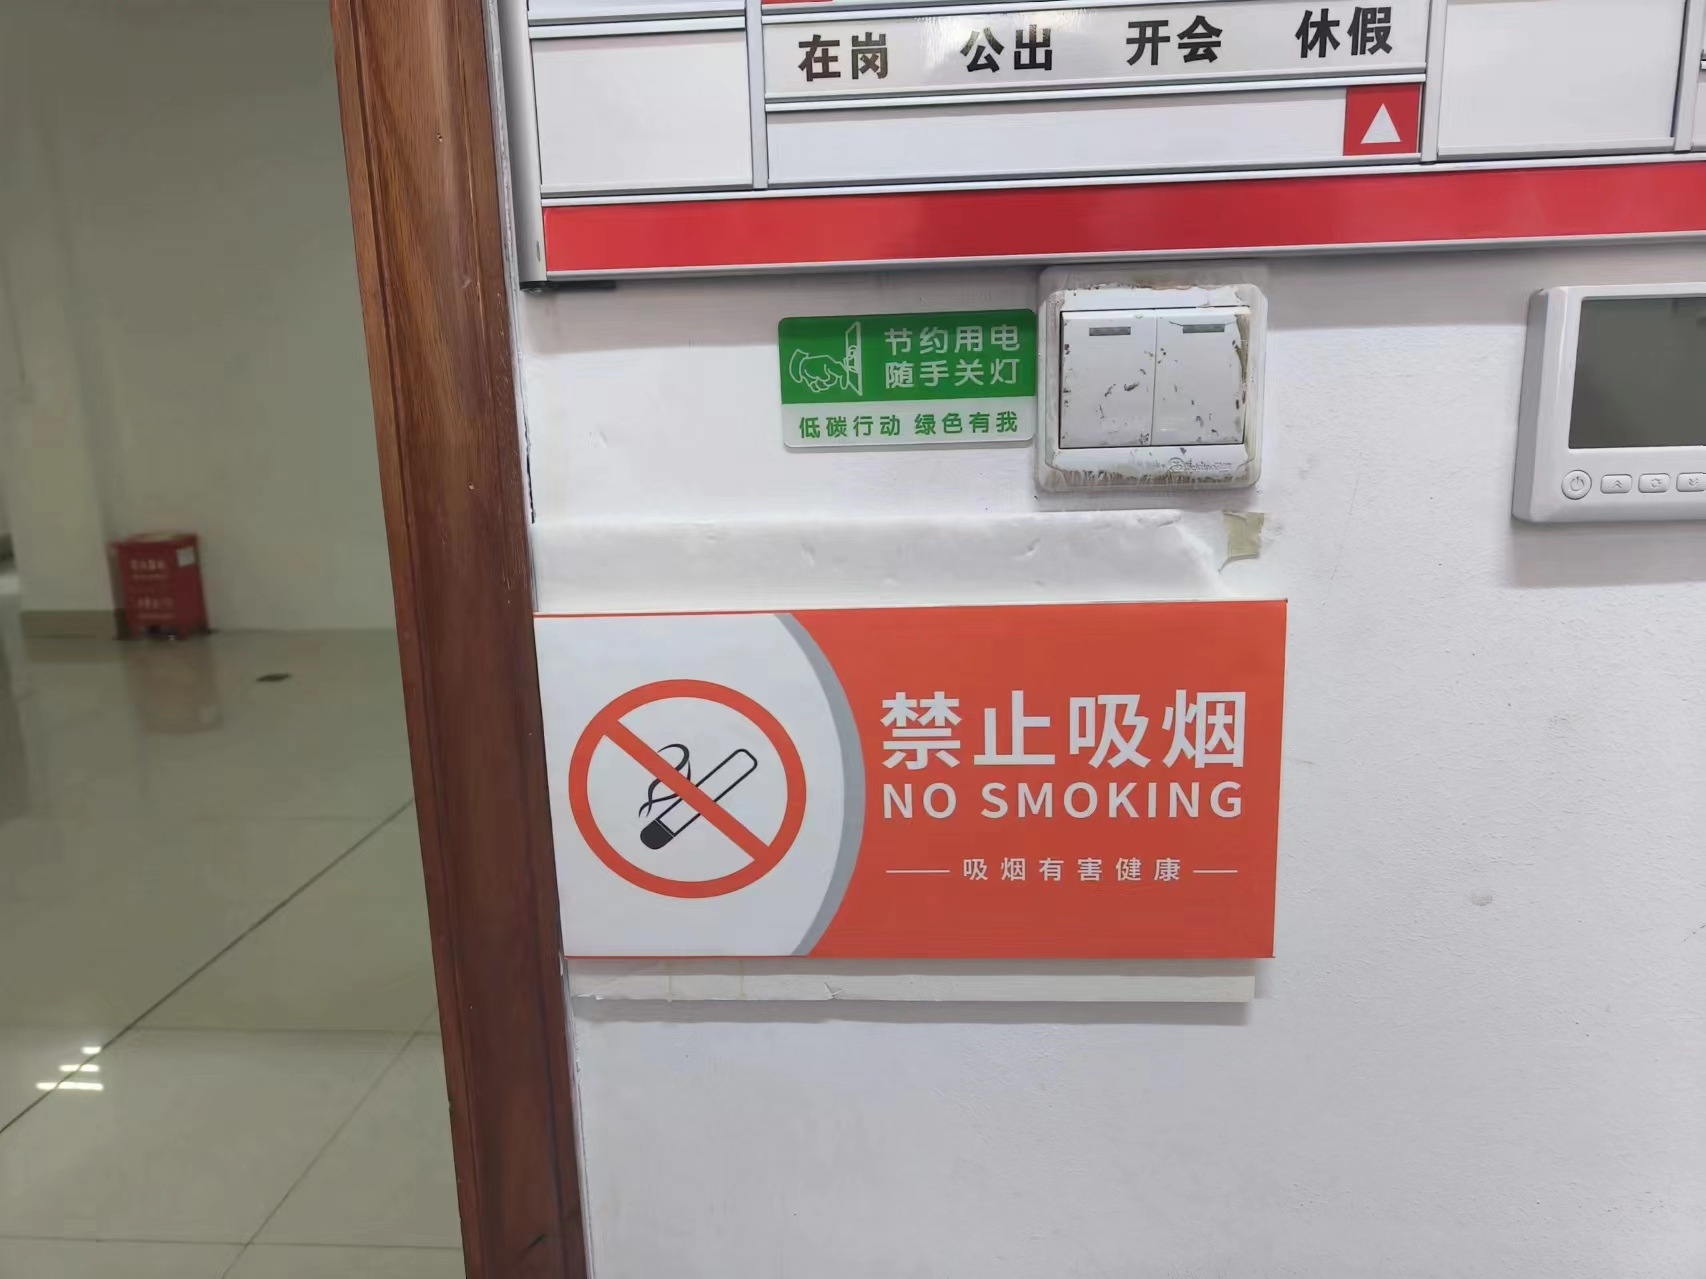 在岗 公出 开会 休假
节约用电
随手关灯
低碳行动 绿色有我
禁止吸烟
NO SMOKING
吸烟有害健康